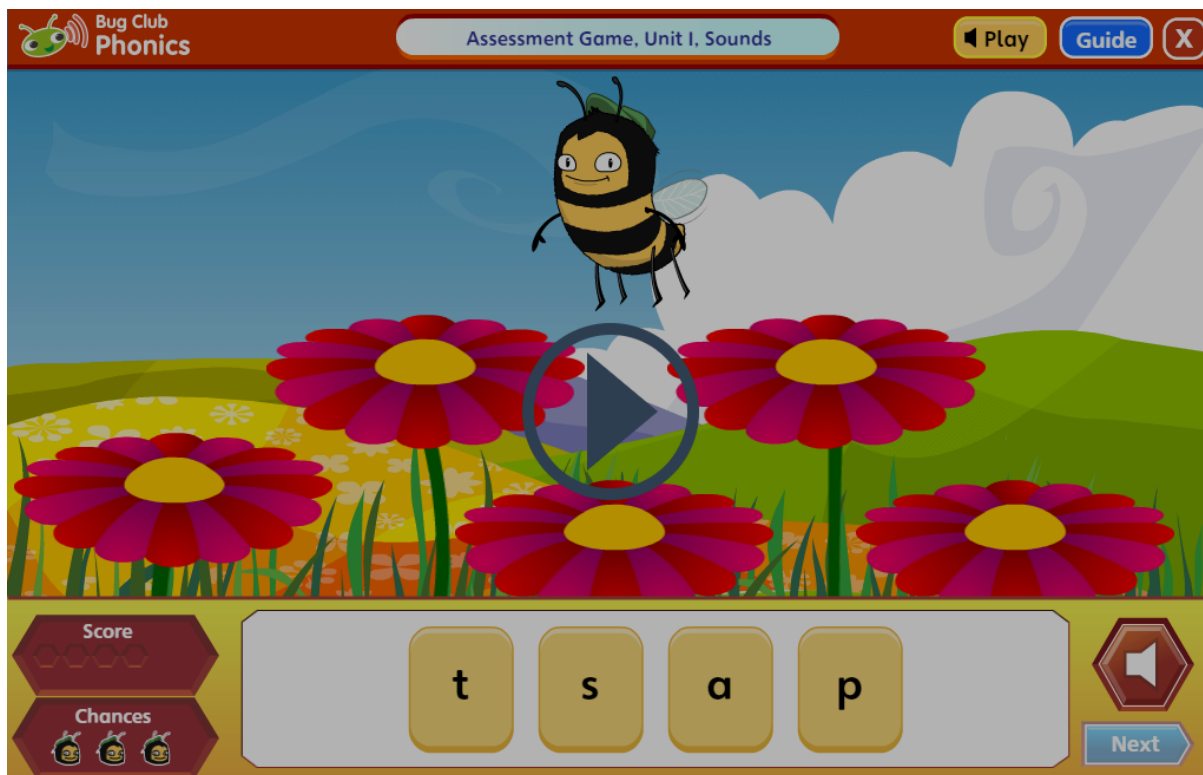 Bug Club
Phonics
Assessment Game, Unit 1, Sounds
Play
Guide
X
Score
Chances
t s a p
Next